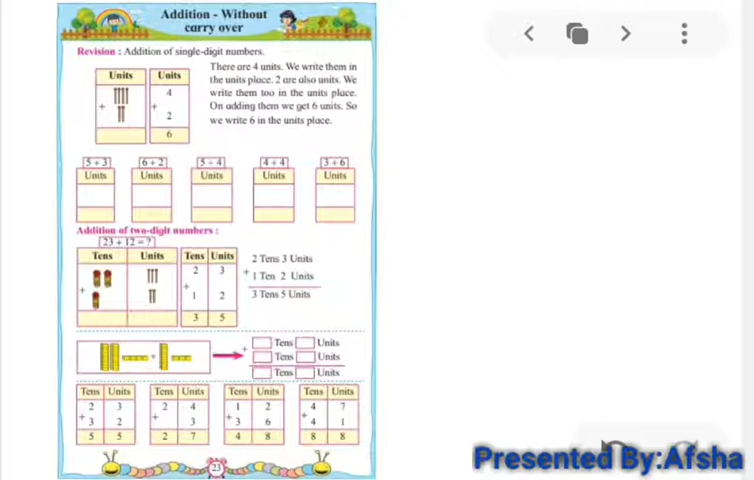 Addition - Without
carry over
Revision : Addition of single-digit numbers.
Units
+
Units
4
+
2
6
There are 4 units. We write them in
the units place. 2 are also units. We
write them too in the units place.
On adding them we get 6 units. So
we write 6 in the units place.
5 + 3
6 + 2
5 + 4
4 + 4
3 + 6
Units
Units
Units
Units
Units
Addition of two-digit numbers :
23 + 12 = ?
Tens Units
+
Tens Units
2 3
+
1 2
3 5
2 Tens 3 Units
+ 1 Ten 2 Units
3 Tens 5 Units
+
+
Tens Units
Tens Units
Tens Units
Tens Units
2 3
+ 3 2
5 5
Tens Units
2 4
+ 3
2 7
Tens Units
1 2
+ 3 6
4 8
Tens Units
4 7
+ 4 1
8 8
23
Presented By:Afsha